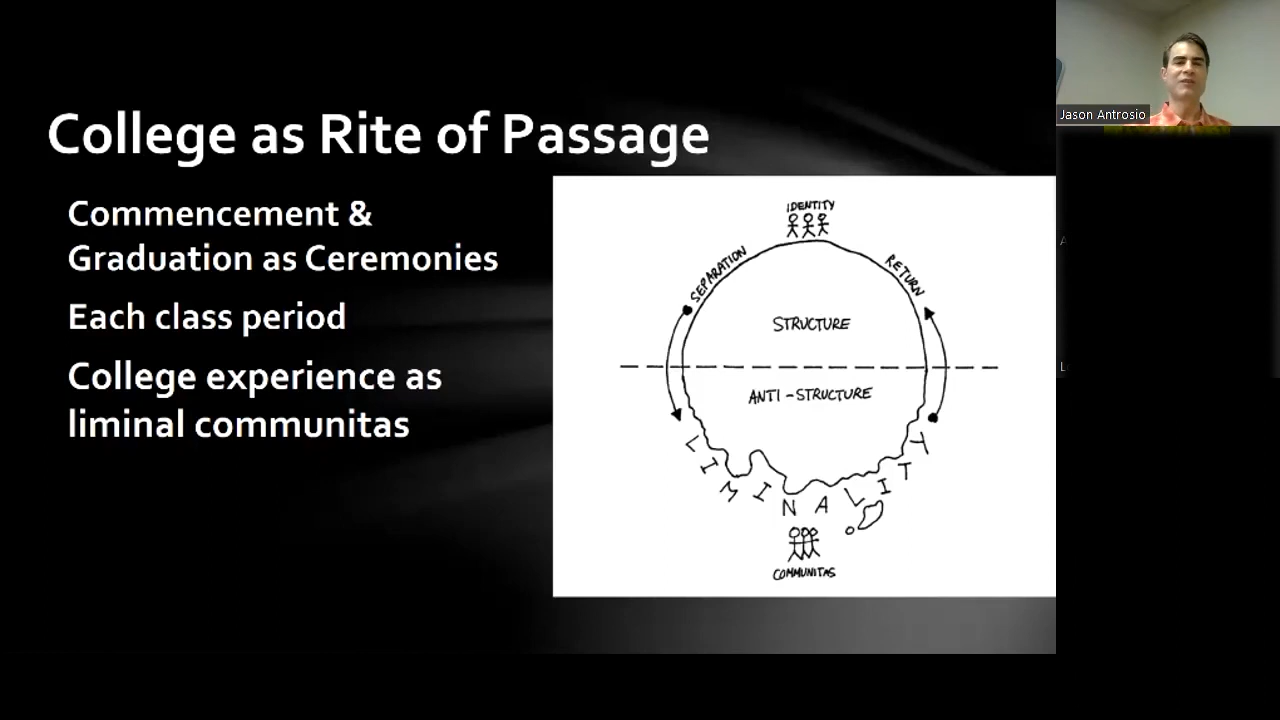 College as Rite of Passage
Commencement &
Graduation as Ceremonies
Each class period
College experience as
liminal communitas
IDENTITY
SEPARATION
RETURN
STRUCTURE
ANTI-STRUCTURE
LIMINALITY
COMMUNITAS
Jason Antrosio